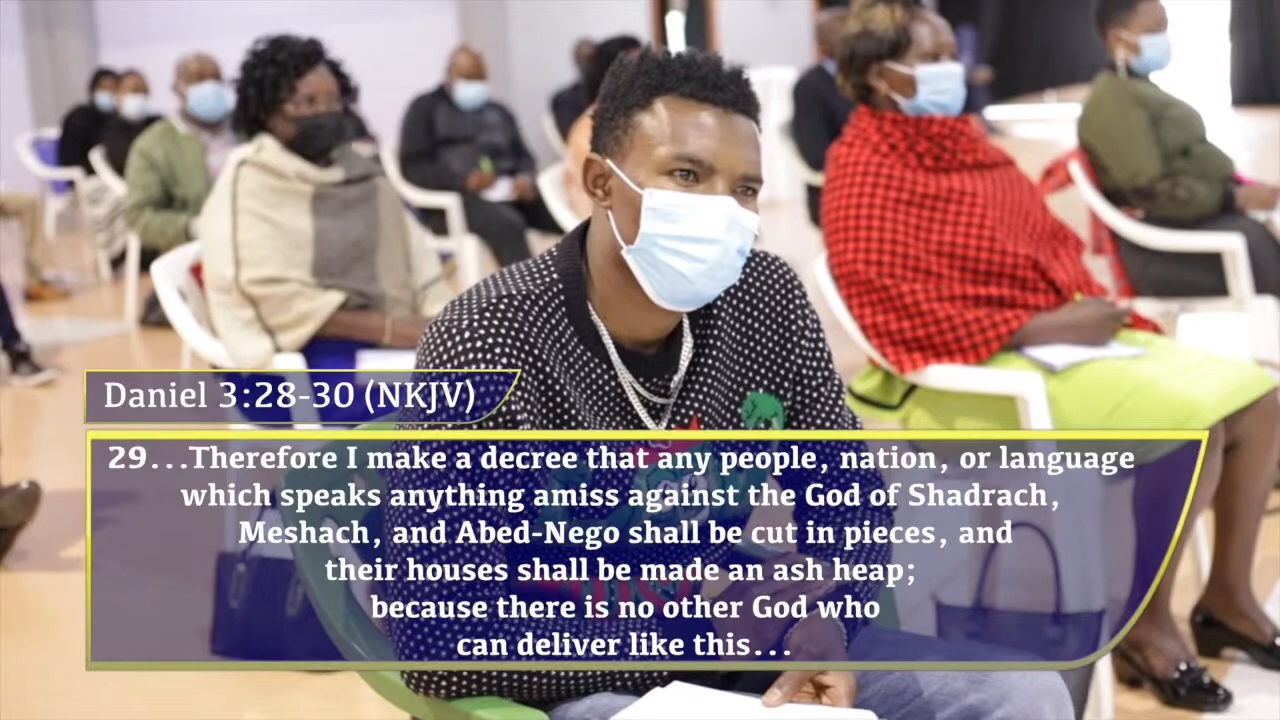 Daniel 3:28-30 (NKJV)
29...Therefore I make a decree that any people, nation, or language
which speaks anything amiss against the God of Shadrach,
Meshach, and Abed-Nego shall be cut in pieces, and
their houses shall be made an ash heap;
because there is no other God who
can deliver like this...